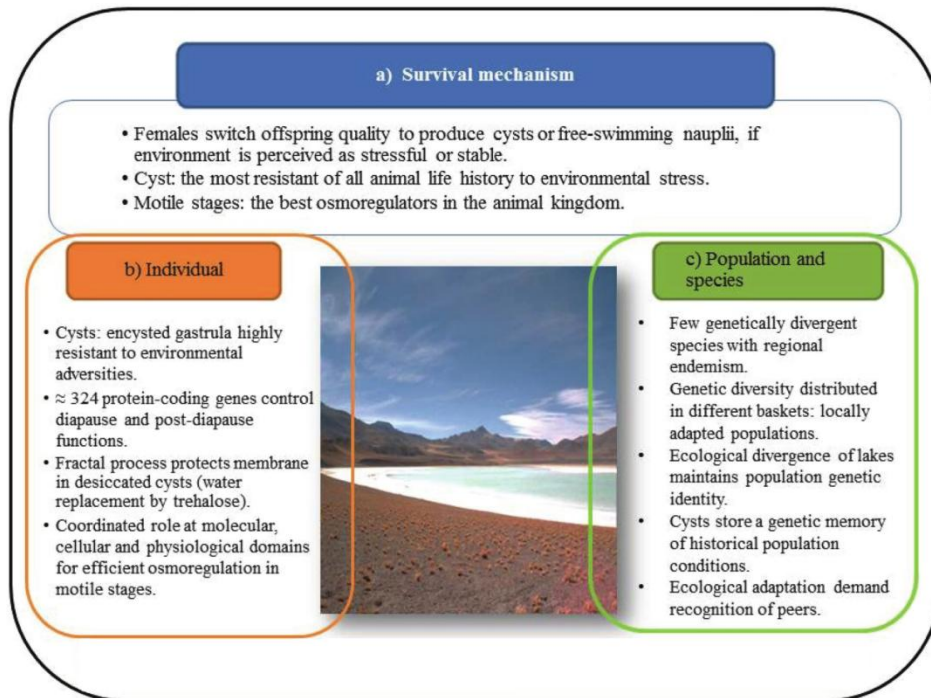 a) Survival mechanism
• Females switch offspring quality to produce cysts or free-swimming nauplii, if
environment is perceived as stressful or stable.
• Cyst: the most resistant of all animal life history to environmental stress.
• Motile stages: the best osmoregulators in the animal kingdom.
b) Individual
• Cysts: encysted gastrula highly
resistant to environmental
adversities.
• ≈ 324 protein-coding genes control
diapause and post-diapause
functions.
• Fractal process protects membrane
in desiccated cysts (water
replacement by trehalose).
• Coordinated role at molecular,
cellular and physiological domains
for efficient osmoregulation in
motile stages.
c) Population and
species
• Few genetically divergent
species with regional
endemism.
• Genetic diversity distributed
in different baskets: locally
adapted populations.
• Ecological divergence of lakes
maintains population genetic
identity.
• Cysts store a genetic memory
of historical population
conditions.
• Ecological adaptation demand
recognition of peers.